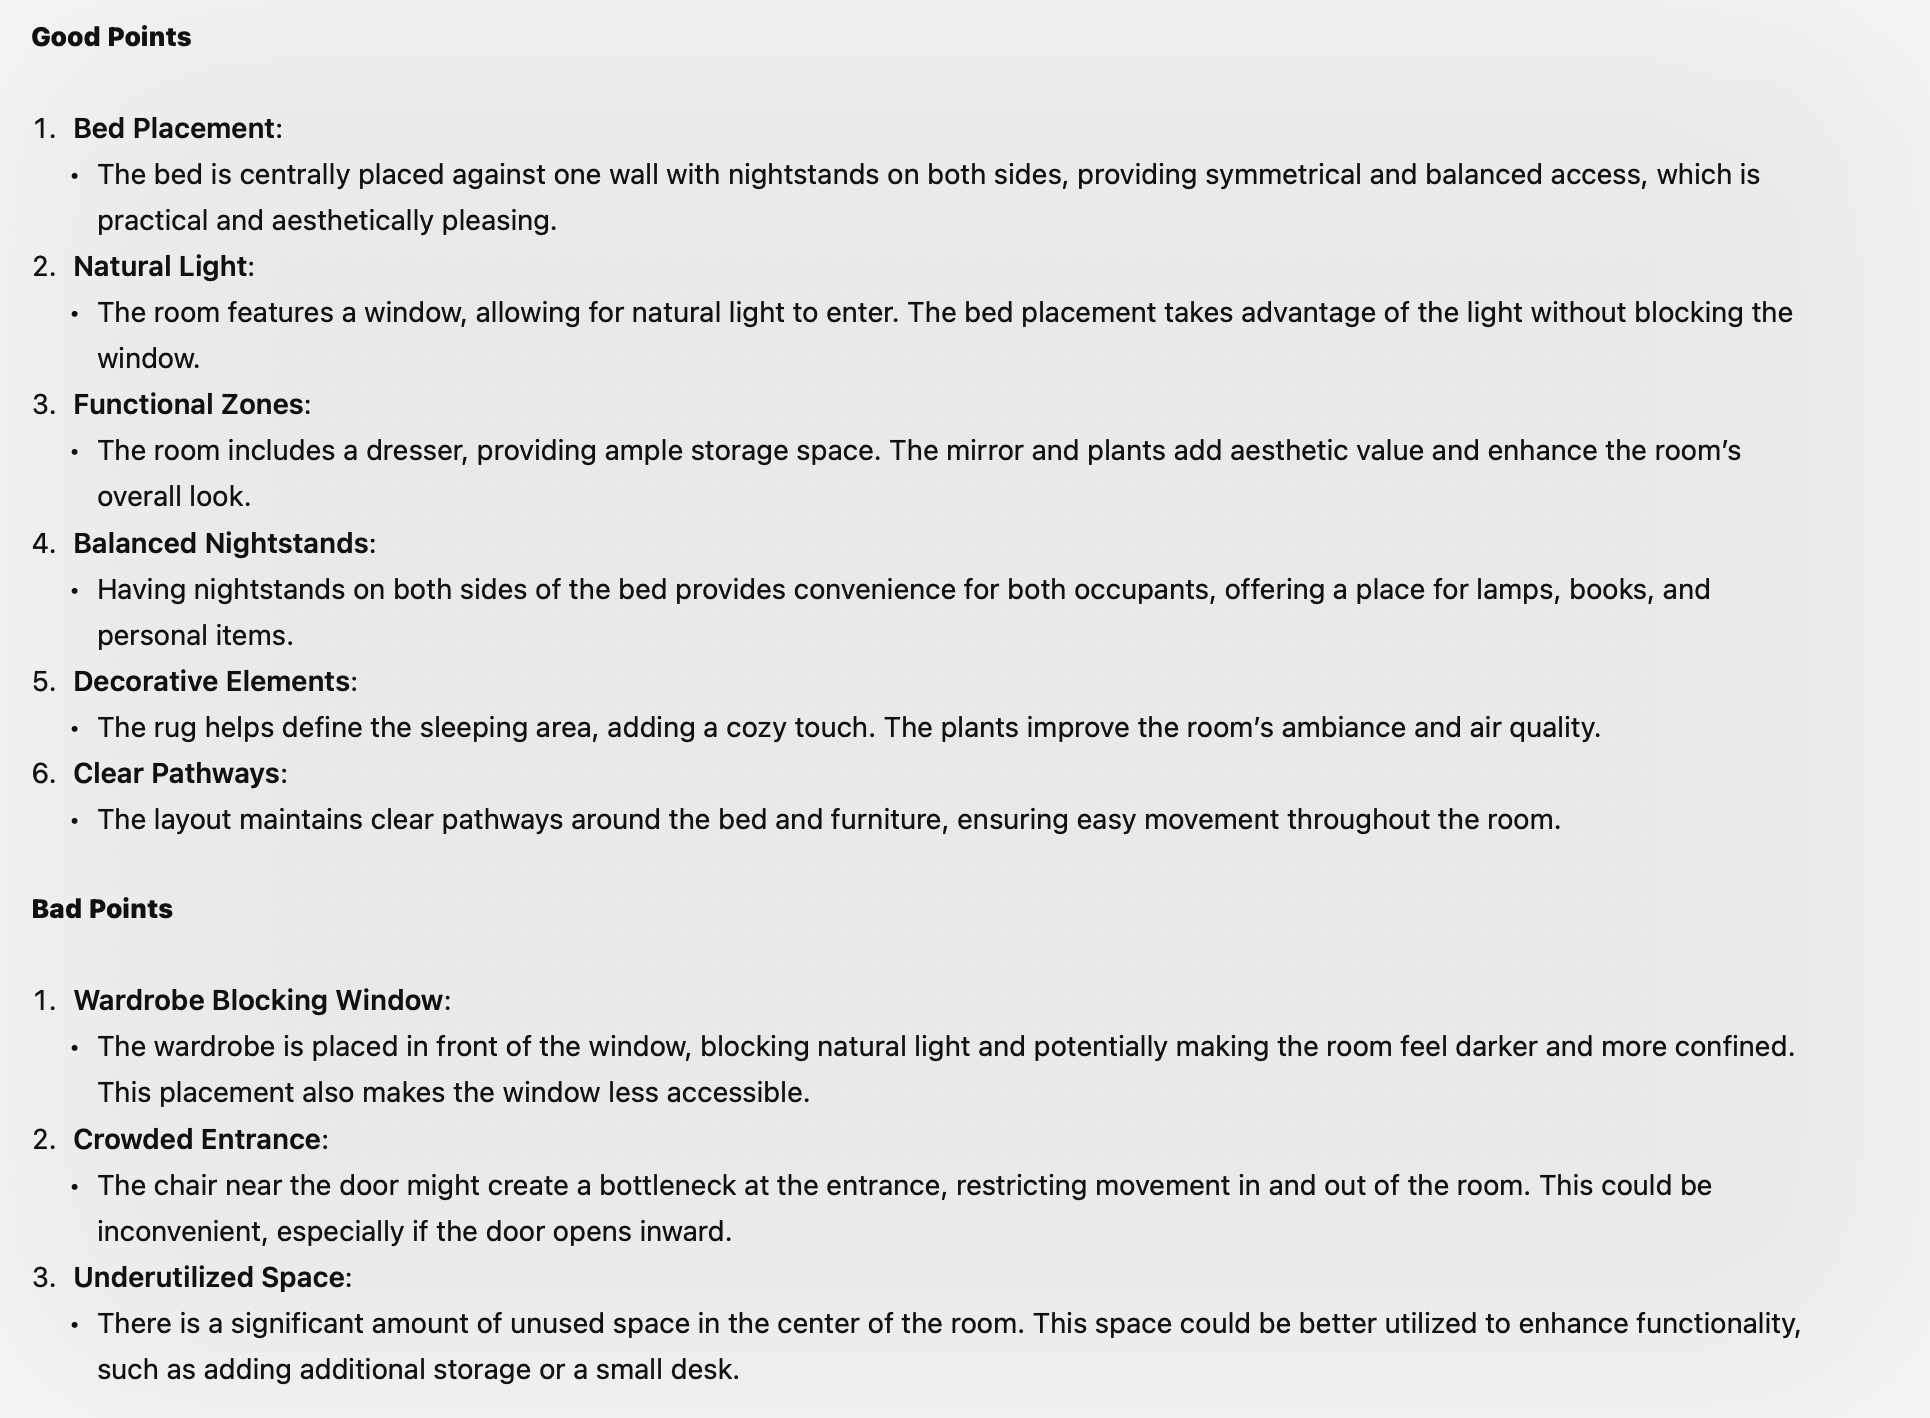 Good Points
1. Bed Placement:
• The bed is centrally placed against one wall with nightstands on both sides, providing symmetrical and balanced access, which is
practical and aesthetically pleasing.
2. Natural Light:
• The room features a window, allowing for natural light to enter. The bed placement takes advantage of the light without blocking the
window.
3. Functional Zones:
• The room includes a dresser, providing ample storage space. The mirror and plants add aesthetic value and enhance the room’s
overall look.
4. Balanced Nightstands:
• Having nightstands on both sides of the bed provides convenience for both occupants, offering a place for lamps, books, and
personal items.
5. Decorative Elements:
• The rug helps define the sleeping area, adding a cozy touch. The plants improve the room’s ambiance and air quality.
6. Clear Pathways:
• The layout maintains clear pathways around the bed and furniture, ensuring easy movement throughout the room.
Bad Points
1. Wardrobe Blocking Window:
• The wardrobe is placed in front of the window, blocking natural light and potentially making the room feel darker and more confined.
This placement also makes the window less accessible.
2. Crowded Entrance:
• The chair near the door might create a bottleneck at the entrance, restricting movement in and out of the room. This could be
inconvenient, especially if the door opens inward.
3. Underutilized Space:
• There is a significant amount of unused space in the center of the room. This space could be better utilized to enhance functionality,
such as adding additional storage or a small desk.